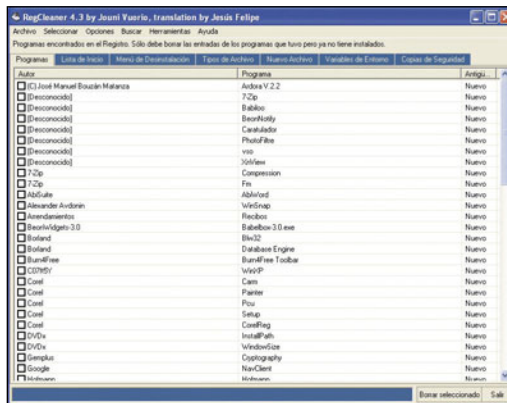 RegCleaner 4.3 by Jouni Vuorio, translation by Jesús Felipe
Archivo Seleccionar Opciones Buscar Herramientas Ayuda
Programas encontrados en el Registro. Sólo debe borrar las entradas de los programas que tuvo pero ya no tiene instalados.
Programas Lista de Inicio Menú de Desinstalación Tipos de Archivo Nuevo Archivo Variables de Entorno Copias de Seguridad
Autor Programa Antigü...
(C) José Manuel Bouzán Matanza Ardora V.2.2 Nuevo
[Desconocido] 7-Zip Nuevo
[Desconocido] Babiloo Nuevo
[Desconocido] BeonNotify Nuevo
[Desconocido] Caratulador Nuevo
[Desconocido] PhotoFiltre Nuevo
[Desconocido] vso Nuevo
[Desconocido] XnView Nuevo
7-Zip Compression Nuevo
7-Zip Fm Nuevo
AbiSuite AbiWord Nuevo
Alexander Avdonin WinSnap Nuevo
Arrendamientos Recibos Nuevo
BeonWidgets-3.0 Babelbox-3.0.exe Nuevo
Borland Blw32 Nuevo
Borland Database Engine Nuevo
Burn4Free Burn4Free Toolbar Nuevo
WinXP Nuevo
Corel Carn Nuevo
Corel Painter Nuevo
Corel Pcu Nuevo
Corel Setup Nuevo
Corel CorelReg Nuevo
DVDx InstallPath Nuevo
DVDx WindowSize Nuevo
Gemplus Cryptography Nuevo
Google NavClient Nuevo
Hofmann Hofmann Nuevo
Borrar seleccionado Salir